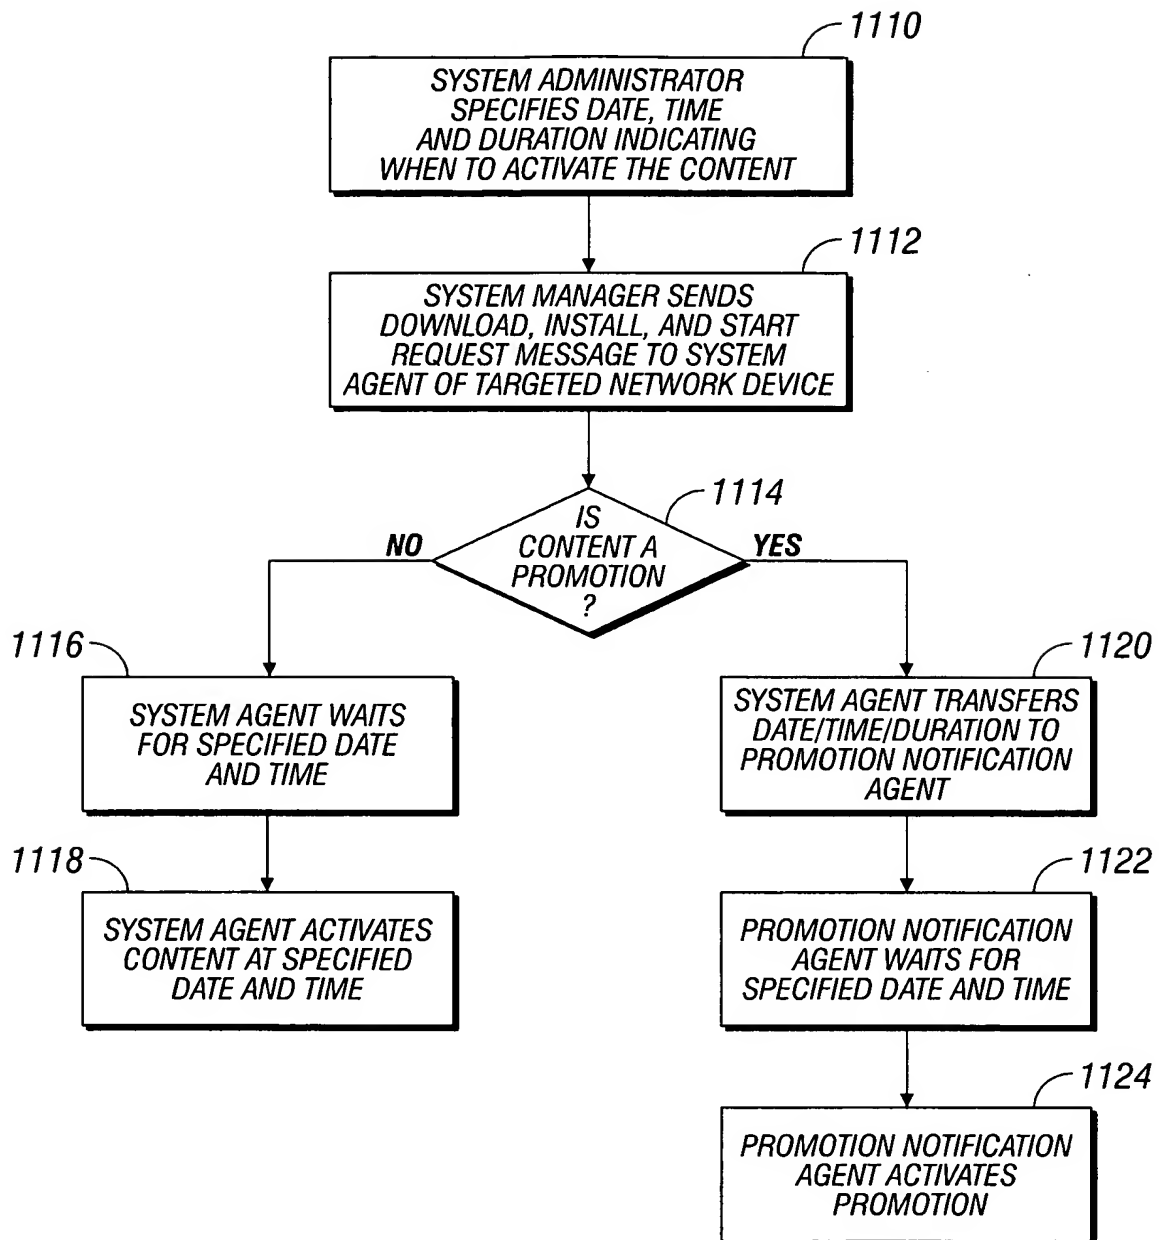 1110
SYSTEM ADMINISTRATOR
SPECIFIES DATE, TIME
AND DURATION INDICATING
WHEN TO ACTIVATE THE CONTENT
1112
SYSTEM MANAGER SENDS
DOWNLOAD, INSTALL, AND START
REQUEST MESSAGE TO SYSTEM
AGENT OF TARGETED NETWORK DEVICE
1114
IS
CONTENT A
PROMOTION
?
NO
YES
1116
SYSTEM AGENT WAITS
FOR SPECIFIED DATE
AND TIME
1118
SYSTEM AGENT ACTIVATES
CONTENT AT SPECIFIED
DATE AND TIME
1120
SYSTEM AGENT TRANSFERS
DATE/TIME/DURATION TO
PROMOTION NOTIFICATION
AGENT
1122
PROMOTION NOTIFICATION
AGENT WAITS FOR
SPECIFIED DATE AND TIME
1124
PROMOTION NOTIFICATION
AGENT ACTIVATES
PROMOTION